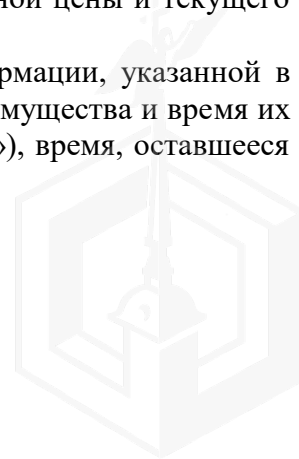 ной цены и текущего
рмации, указанной в
мущества и время их
»), время, оставшееся